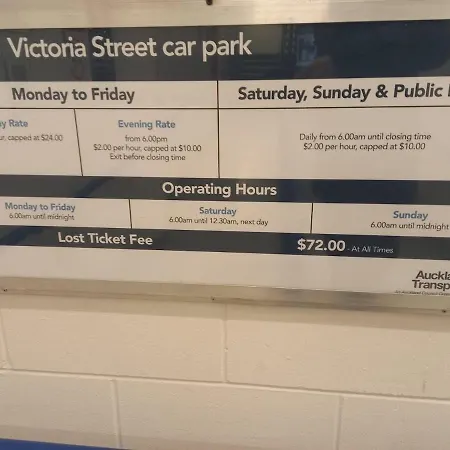 Victoria Street car park
Monday to Friday
Saturday, Sunday & Public
Rate
capped at $24.00
Evening Rate
from 6.00pm
$2.00 per hour, capped at $10.00
Exit before closing time
Daily from 6.00am until closing time
$2.00 per hour, capped at $10.00
Operating Hours
Monday to Friday
6.00am until midnight
Saturday
6.00am until 12.30am, next day
Sunday
6.00am until midnight
Lost Ticket Fee
$72.00 - At All Times
Auckla
Transp